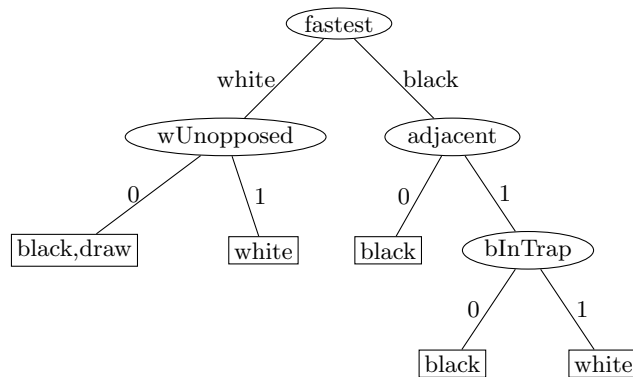 fastest
white
black
wUnopposed
adjacent
0
1
0
1
black,draw
white
black
bInTrap
0
1
black
white